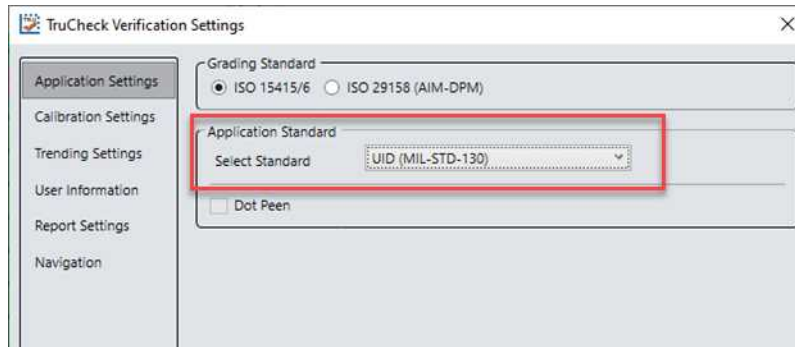 TruCheck Verification Settings
Application Settings
Calibration Settings
Trending Settings
User Information
Report Settings
Navigation
Grading Standard
ISO 15415/6 ISO 29158 (AIM-DPM)
Application Standard
Select Standard UID (MIL-STD-130)
Dot Peen